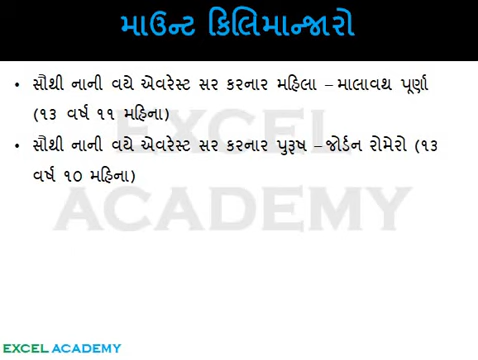 માઉન્ટ કિલિમાન્જારો
• સૌથી નાની વયે એવરેસ્ટ સર કરનાર મહિલા – માલાવથ પૂર્ણા
(૧૩ વર્ષ ૧૧ મહિના)
• સૌથી નાની વયે એવરેસ્ટ સર કરનાર પુરૂષ – જોર્ડન રોમેરો (૧૩
વર્ષ ૧૦ મહિના)
EXCEL
ACADEMY
EXCEL ACADEMY